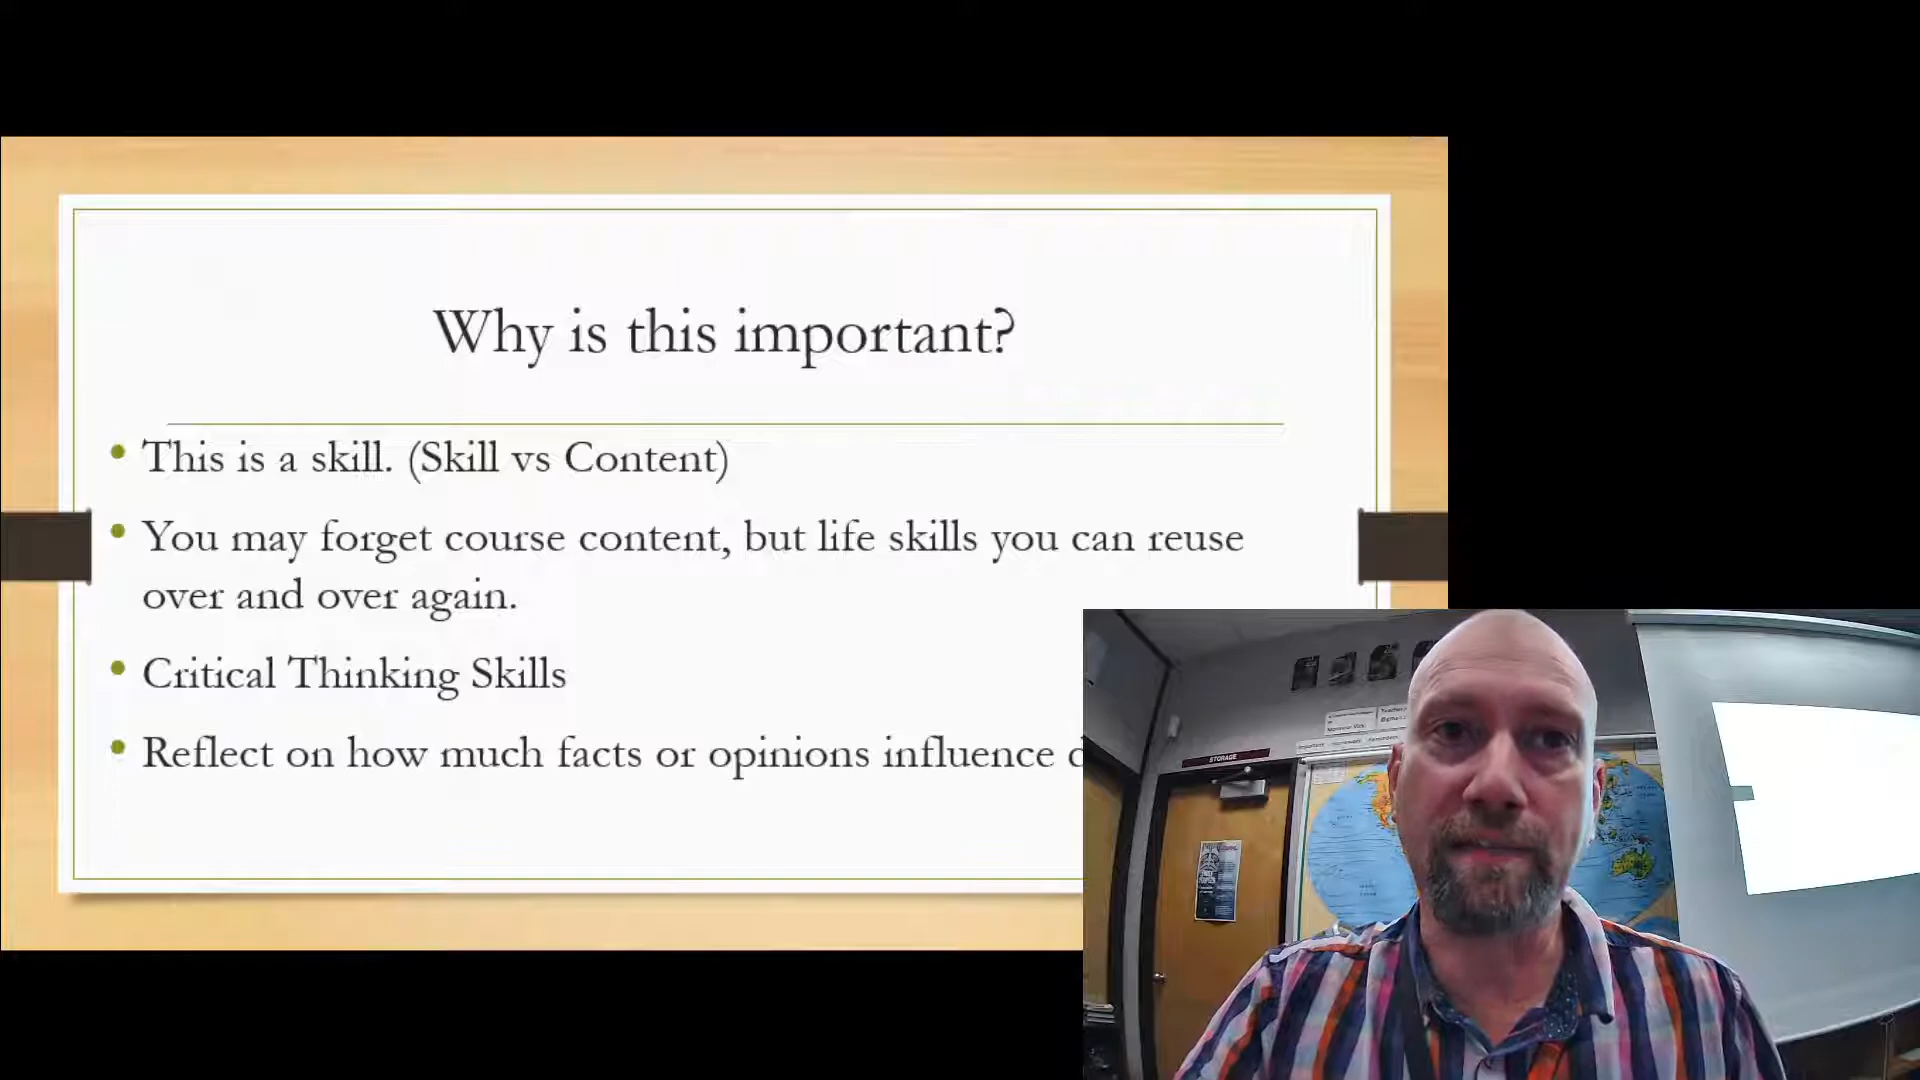 Why is this important?
This is a skill. (Skill vs Content)
You may forget course content, but life skills you can reuse
over and over again.
Critical Thinking Skills
Reflect on how much facts or opinions influence
STORAGE